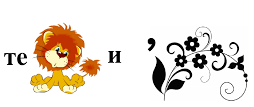 те и ,